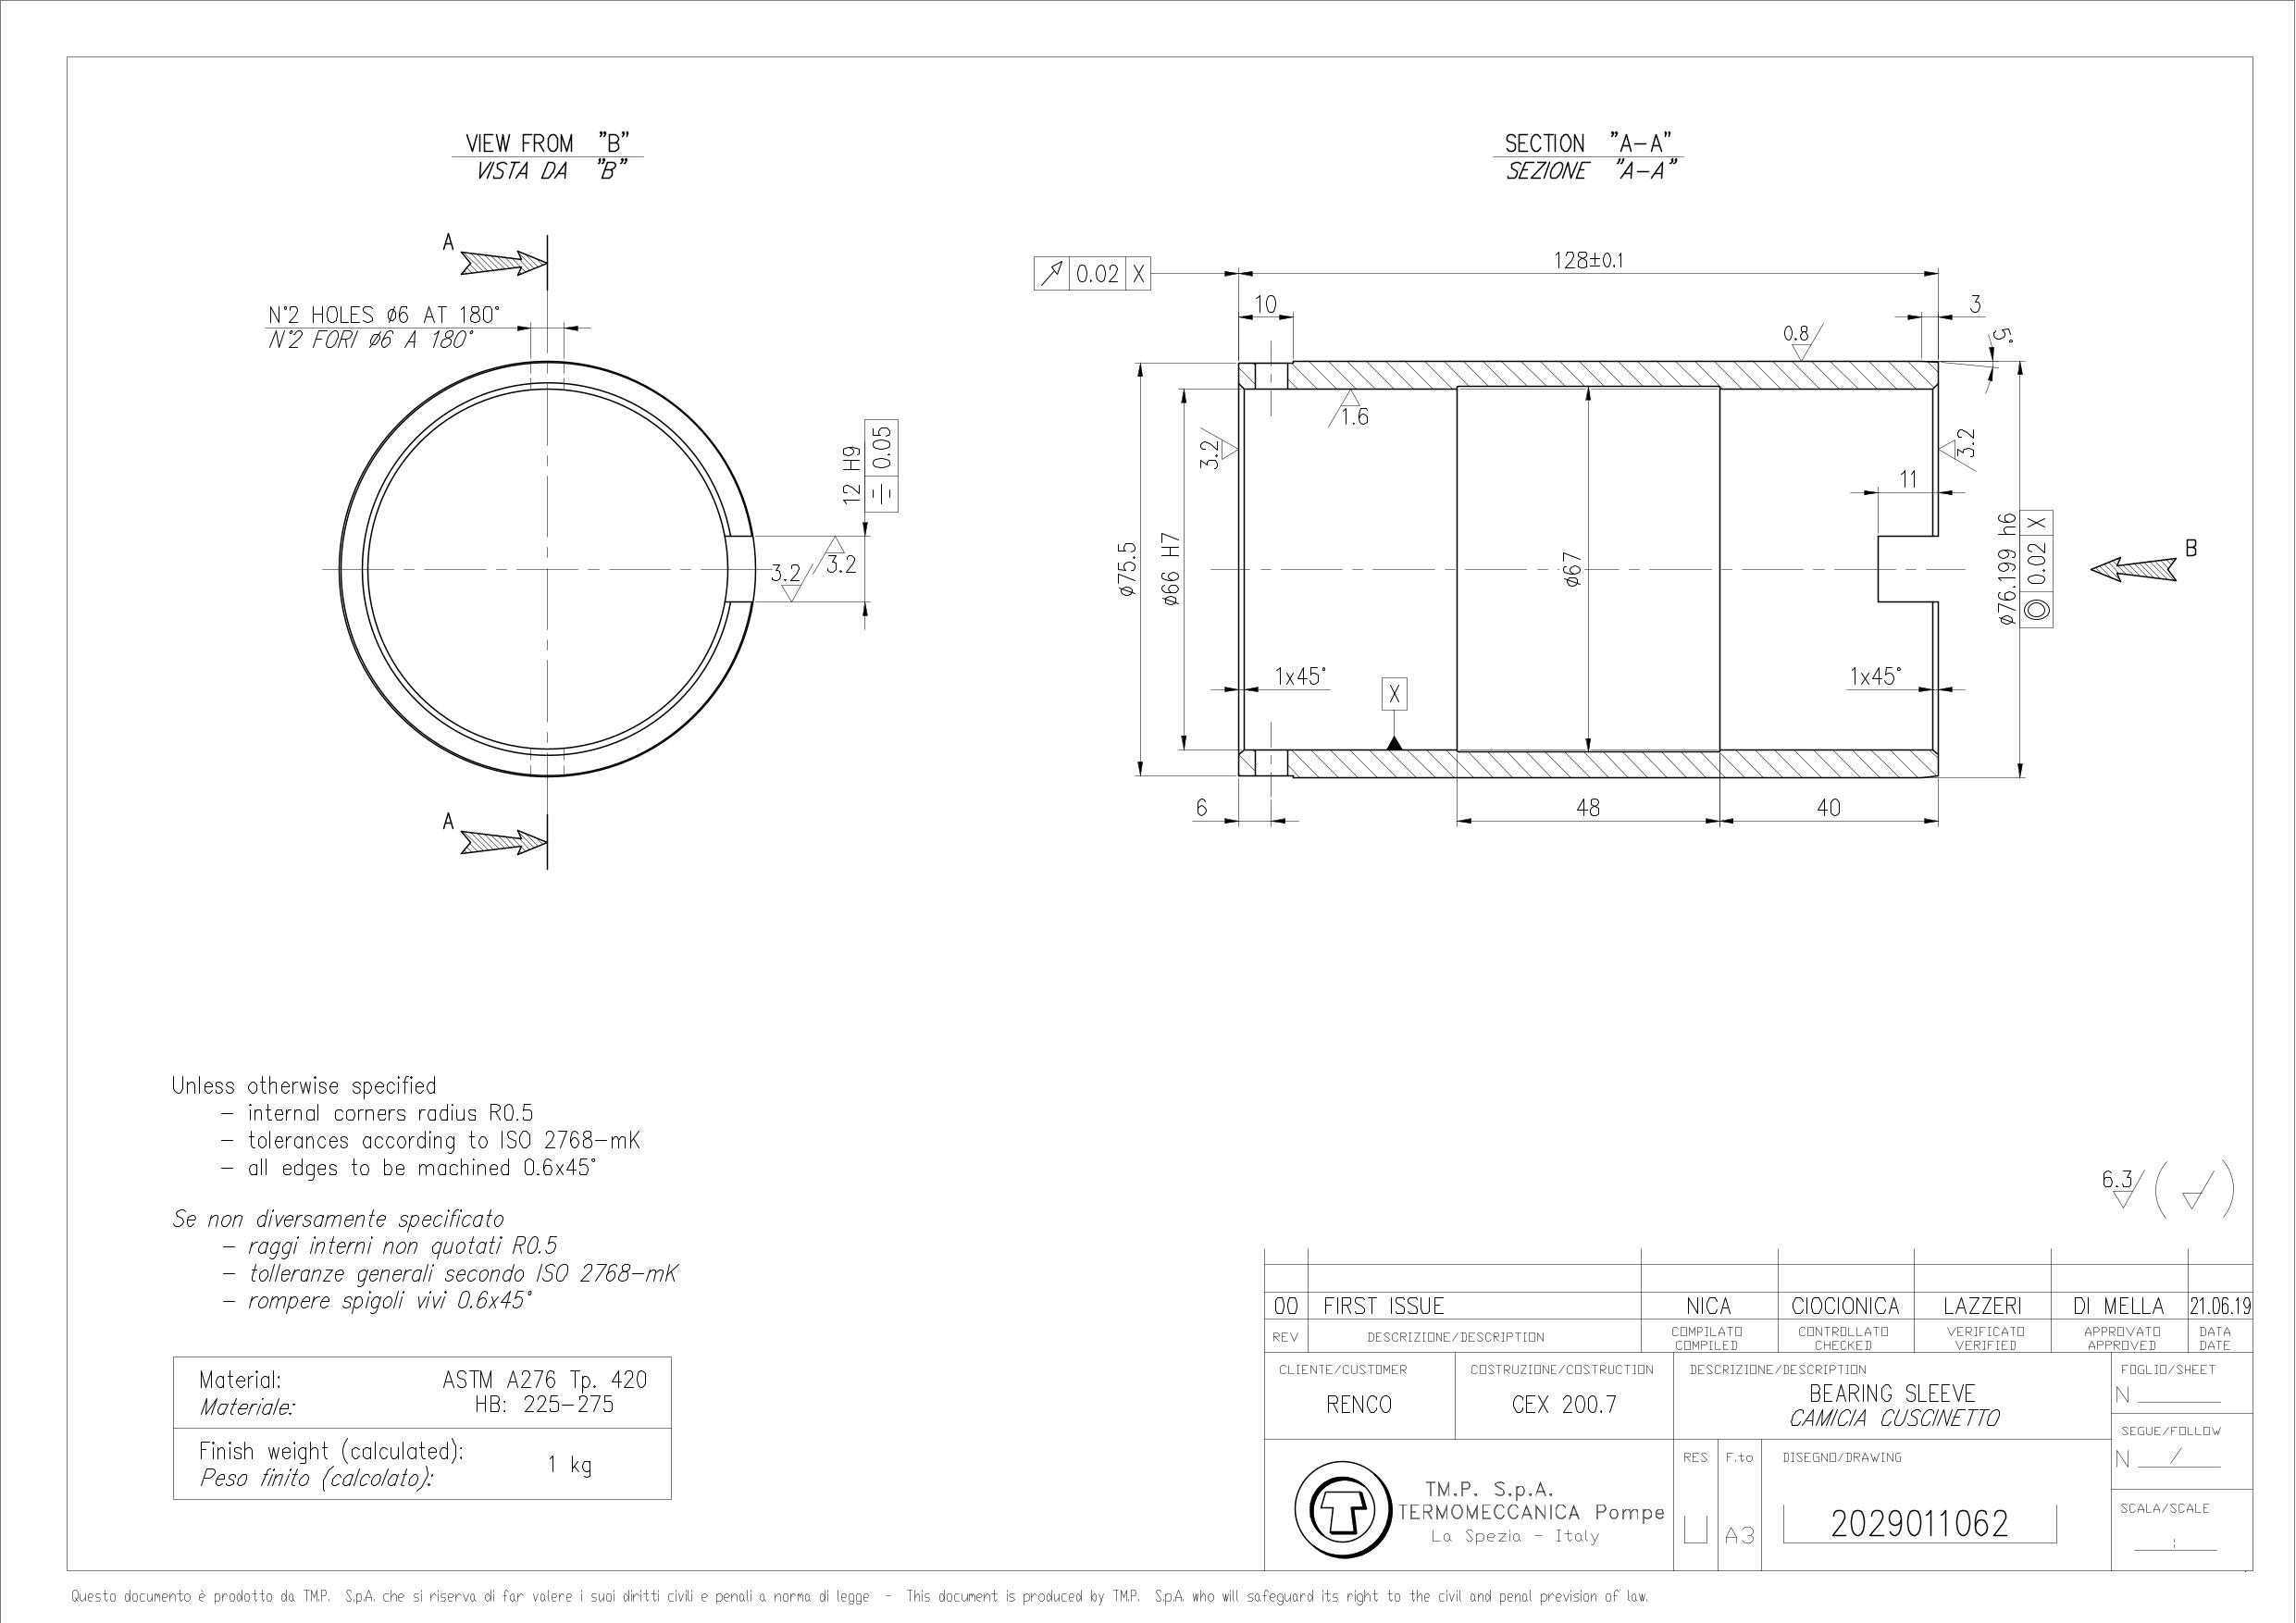 VIEW FROM "B"
VISTA DA "B"
SECTION "A-A"
SEZIONE "A-A"
A
N°2 HOLES ø6 AT 180°
N°2 FORI ø6 A 180°
12 H9
0.05
3.2
3.2
A
0.02 X
128±0.1
10
3
5°
0.8
1.6
3.2
3.2
11
ø75.5
ø66 H7
ø67
ø76.199 h6
0.02 X
B
1x45°
X
1x45°
6
48
40
Unless otherwise specified
- internal corners radius R0.5
- tolerances according to ISO 2768-mK
- all edges to be machined 0.6x45°
Se non diversamente specificato
- raggi interni non quotati R0.5
- tolleranze generali secondo ISO 2768-mK
- rompere spigoli vivi 0.6x45°
Material: ASTM A276 Tp. 420
Materiale: HB: 225-275
Finish weight (calculated): 1 kg
Peso finito (calcolato):
6.3
00 FIRST ISSUE NICA CIOCIONICA LAZZERI DI MELLA 21.06.19
REV DESCRIZIONE/DESCRIPTION COMPILATO CONTROLLATO VERIFICATO APPROVATO DATA
COMPILED CHECKED VERIFIED APPROVED DATE
CLIENTE/CUSTOMER COSTRUZIONE/COSTRUCTION DESCRIZIONE/DESCRIPTION FOGLIO/SHEET
RENCO CEX 200.7 BEARING SLEEVE N
CAMICIA CUSCINETTO
SEGUE/FOLLOW
N /
RES F.to DISEGNO/DRAWING
TM.P. S.p.A.
TERMOMECCANICA Pompe
La Spezia - Italy
A3
2029011062
SCALA/SCALE
:
Questo documento è prodotto da TM.P. S.p.A. che si riserva di far valere i suoi diritti civili e penali a norma di legge - This document is produced by TM.P. S.p.A. who will safeguard its right to the civil and penal prevision of law.